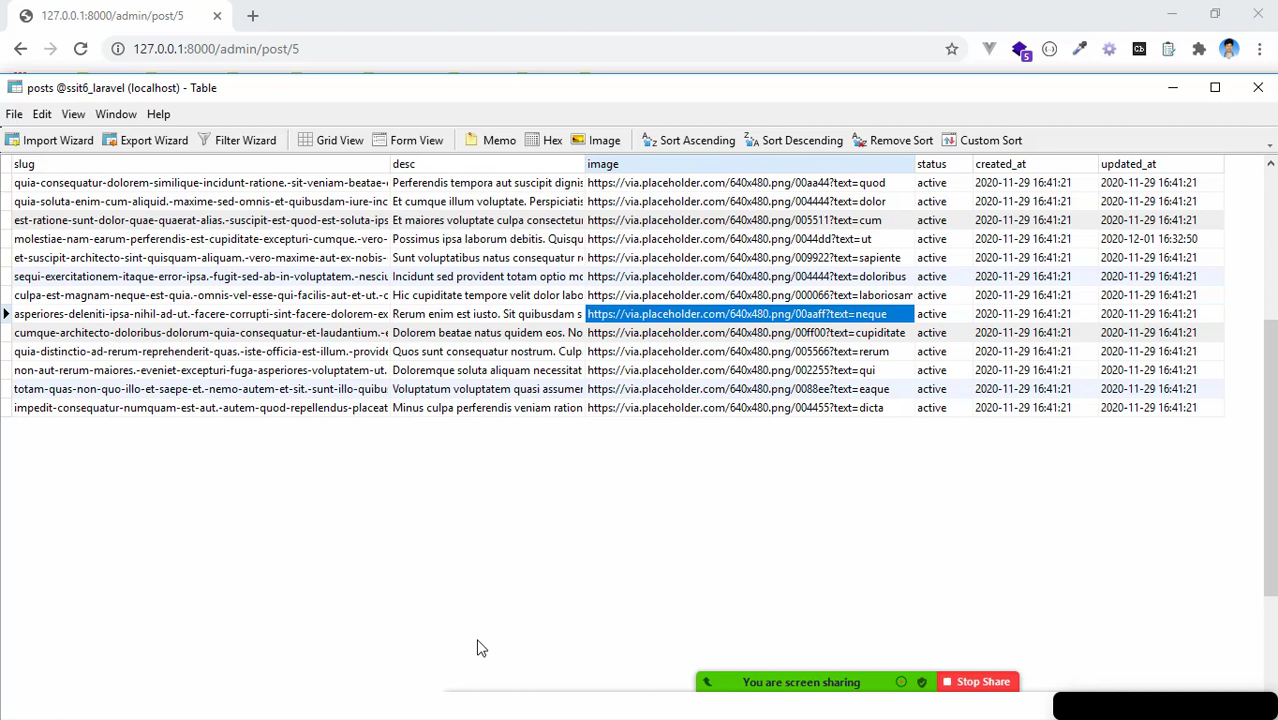 127.0.0.1:8000/admin/post/5
127.0.0.1:8000/admin/post/5
5
Cb
posts @ssit6_laravel (localhost) - Table
File Edit View Window Help
Import Wizard Export Wizard Filter Wizard Grid View Form View Memo Hex Image Sort Ascending Sort Descending Remove Sort Custom Sort
slug desc image status created_at updated_at
quia-consequatur-dolorem-similique-incidunt-ratione.-sit-veniam-beatae- Perferendis tempora aut suscipit dignis https://via.placeholder.com/640x480.png/00aa44?text=quod active 2020-11-29 16:41:21 2020-11-29 16:41:21
quia-soluta-enim-cum-aliquid.-maxime-sed-omnis-et-quibusdam-iure-inc Et cumque illum voluptate. Perspiciatis https://via.placeholder.com/640x480.png/004444?text=dolor active 2020-11-29 16:41:21 2020-11-29 16:41:21
est-ratione-sunt-dolor-quae-quaerat-alias.-suscipit-est-quod-est-soluta-ips Et maiores voluptate culpa consectetur https://via.placeholder.com/640x480.png/005511?text=cum active 2020-11-29 16:41:21 2020-11-29 16:41:21
molestiae-nam-earum-perferendis-est-cupiditate-excepturi-cumque.-vero- Possimus ipsa laborum debitis. Quisqu https://via.placeholder.com/640x480.png/0044dd?text=ut active 2020-11-29 16:41:21 2020-12-01 16:32:50
et-suscipit-architecto-sint-quisquam-aliquam.-vero-maxime-aut-ex-nobis- Sunt voluptatibus natus consequatur e https://via.placeholder.com/640x480.png/009922?text=sapiente active 2020-11-29 16:41:21 2020-11-29 16:41:21
sequi-exercitationem-itaque-error-ipsa.-fugit-sed-ab-in-voluptatem.-nesciu Incidunt sed provident totam optio mo https://via.placeholder.com/640x480.png/004444?text=doloribus active 2020-11-29 16:41:21 2020-11-29 16:41:21
culpa-est-magnam-neque-est-quia.-omnis-vel-esse-qui-facilis-aut-et-ut.-c Hic cupiditate tempore velit dolor labo https://via.placeholder.com/640x480.png/000066?text=laboriosam active 2020-11-29 16:41:21 2020-11-29 16:41:21
asperiores-deleniti-ipsa-nihil-ad-ut.-facere-corrupti-sint-facere-dolorem-ex Rerum enim est iusto. Sit quibusdam s https://via.placeholder.com/640x480.png/00aaff?text=neque active 2020-11-29 16:41:21 2020-11-29 16:41:21
cumque-architecto-doloribus-dolorum-quia-consequatur-et-laudantium.-e Dolorem beatae natus quidem eos. No https://via.placeholder.com/640x480.png/00ff00?text=cupiditate active 2020-11-29 16:41:21 2020-11-29 16:41:21
quia-distinctio-ad-rerum-reprehenderit-quas.-iste-officia-est-illum.-provide Quos sunt consequatur nostrum. Culp https://via.placeholder.com/640x480.png/005566?text=rerum active 2020-11-29 16:41:21 2020-11-29 16:41:21
non-aut-rerum-maiores.-eveniet-excepturi-fuga-asperiores-voluptatem-et- Doloremque soluta aliquam necessitat https://via.placeholder.com/640x480.png/002255?text=qui active 2020-11-29 16:41:21 2020-11-29 16:41:21
totam-quas-non-quo-illo-et-saepe-et.-nemo-autem-et-sit.-sunt-illo-quibus Voluptatum voluptatem quasi assumen https://via.placeholder.com/640x480.png/0088ee?text=eaque active 2020-11-29 16:41:21 2020-11-29 16:41:21
impedit-consequatur-numquam-est-aut.-autem-quod-repellendus-placeat Minus culpa perferendis veniam ration https://via.placeholder.com/640x480.png/004455?text=dicta active 2020-11-29 16:41:21 2020-11-29 16:41:21
You are screen sharing Stop Share